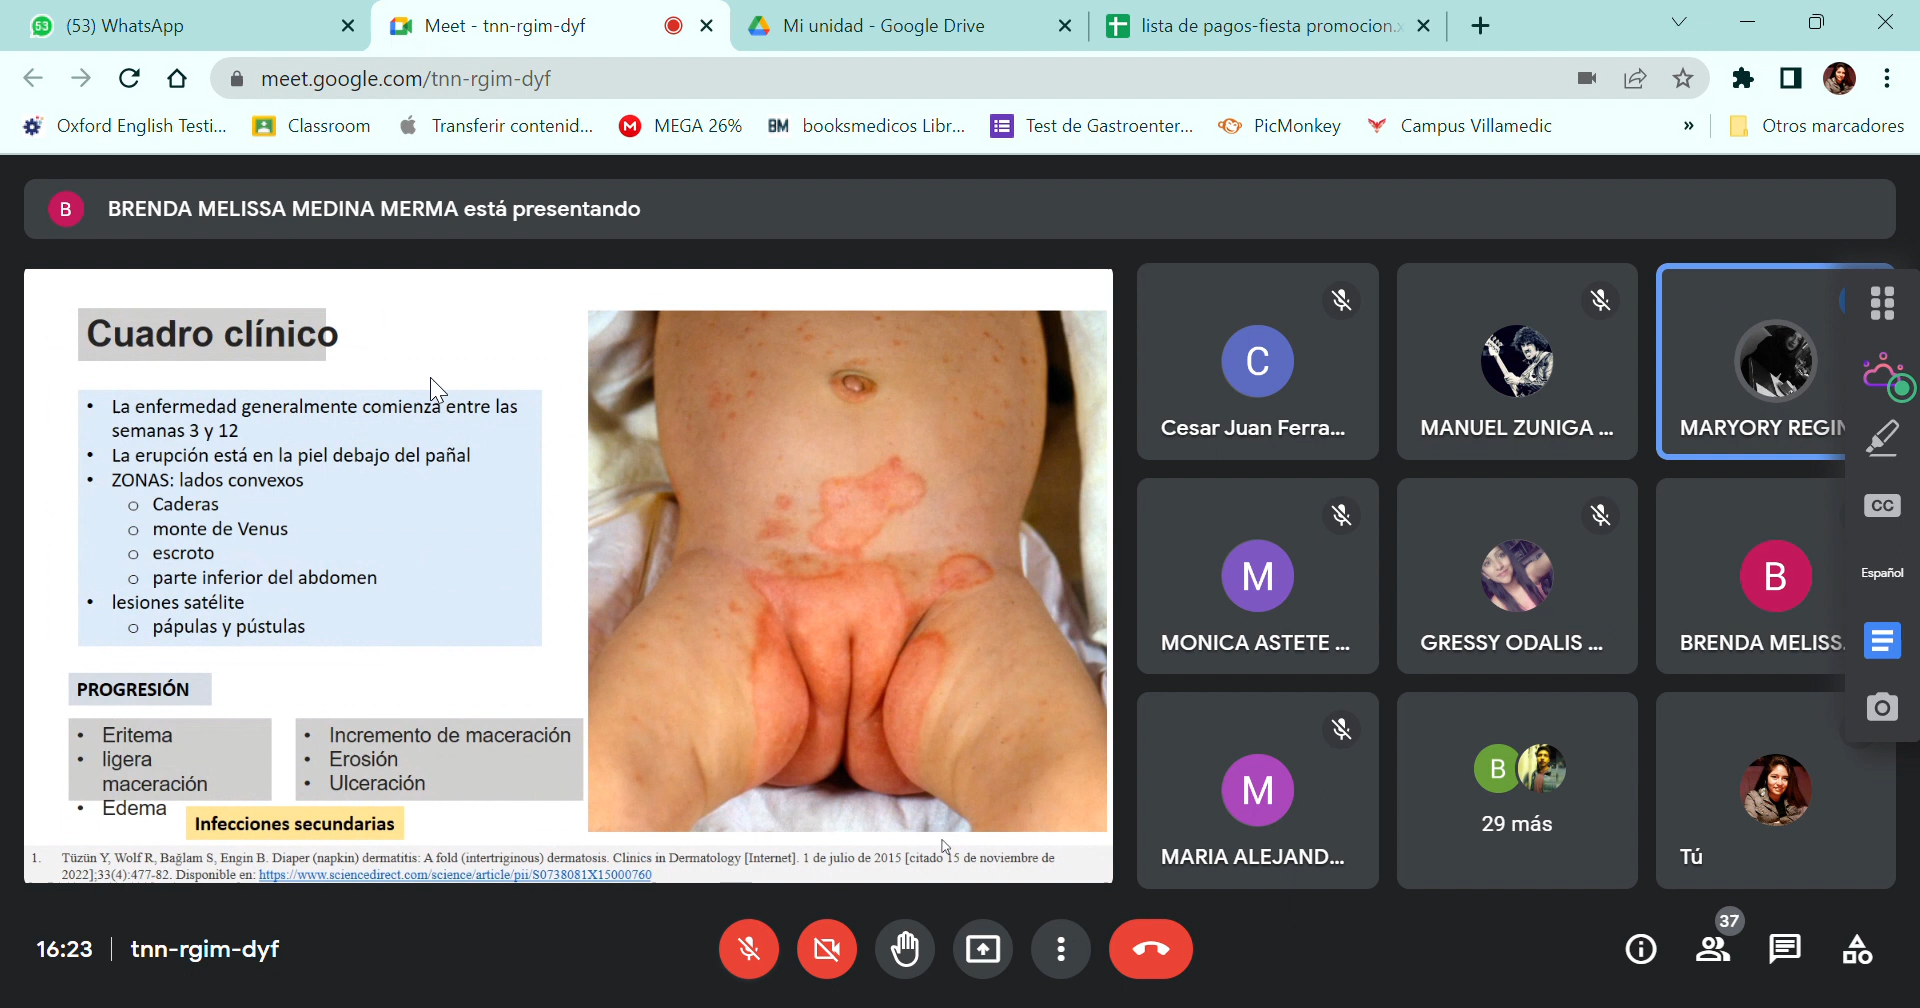 (53) WhatsApp
Meet - tnn-rgim-dyf
Mi unidad - Google Drive
lista de pagos-fiesta promocion.x
meet.google.com/tnn-rgim-dyf
Oxford English Testi...
Classroom
Transferir contenid...
MEGA 26%
BM booksmedicos Libr...
Test de Gastroenter...
PicMonkey
Campus Villamedic
»
Otros marcadores
B BRENDA MELISSA MEDINA MERMA está presentando
Cuadro clínico
• La enfermedad generalmente comienza entre las
semanas 3 y 12
• La erupción está en la piel debajo del pañal
• ZONAS: lados convexos
o Caderas
o monte de Venus
o escroto
o parte inferior del abdomen
• lesiones satélite
o pápulas y pústulas
PROGRESIÓN
• Eritema
• ligera
maceración
• Edema
• Incremento de maceración
• Erosión
• Ulceración
Infecciones secundarias
1. Tüzün Y, Wolf R, Bağlam S, Engin B. Diaper (napkin) dermatitis: A fold (intertriginous) dermatosis. Clinics in Dermatology [Internet]. 1 de julio de 2015 [citado 15 de noviembre de
2022];33(4):477-82. Disponible en: https://www.sciencedirect.com/science/article/pii/S0738081X15000760
C
Cesar Juan Ferra...
MANUEL ZUNIGA ...
MARYORY REGIN
M
MONICA ASTETE ...
GRESSY ODALIS ...
B
BRENDA MELISS.
M
MARIA ALEJAND...
B
29 más
Tú
CC
Español
16:23 | tnn-rgim-dyf
37